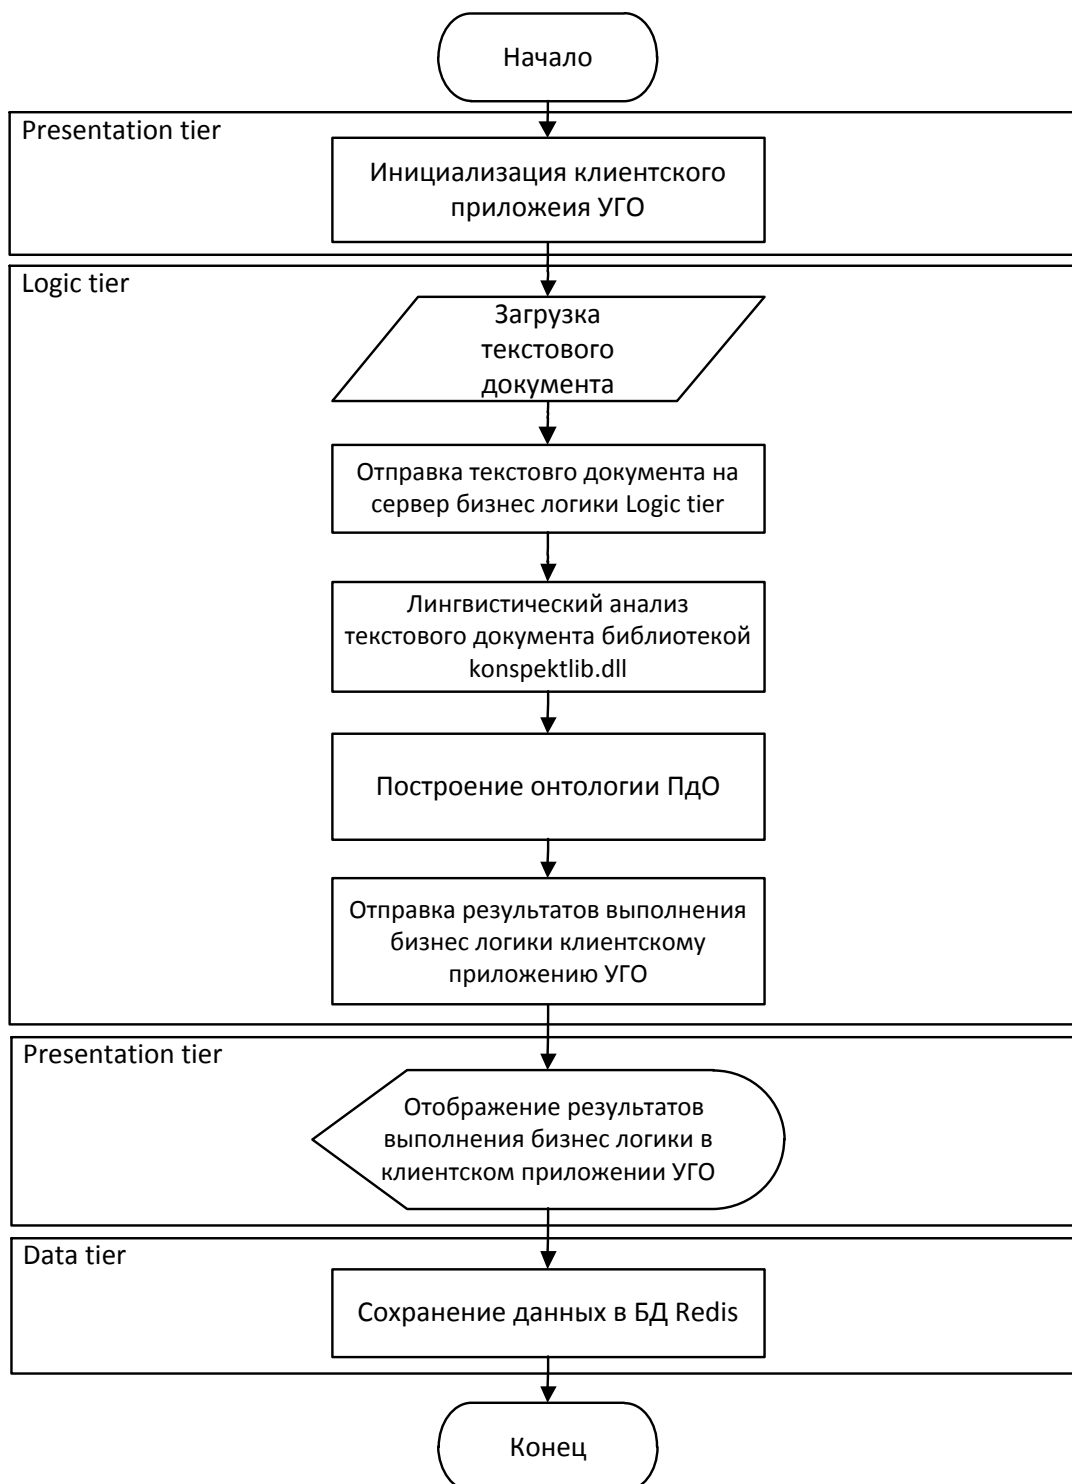 Начало
Presentation tier
Инициализация клиентского
приложеия УГО
Logic tier
Загрузка
текстового
документа
Отправка текстовго документа на
сервер бизнес логики Logic tier
Лингвистический анализ
текстового документа библиотекой
konspektlib.dll
Построение онтологии ПдО
Отправка результатов выполнения
бизнес логики клиентскому
приложению УГО
Presentation tier
Отображение результатов
выполнения бизнес логики в
клиентском приложении УГО
Data tier
Сохранение данных в БД Redis
Конец